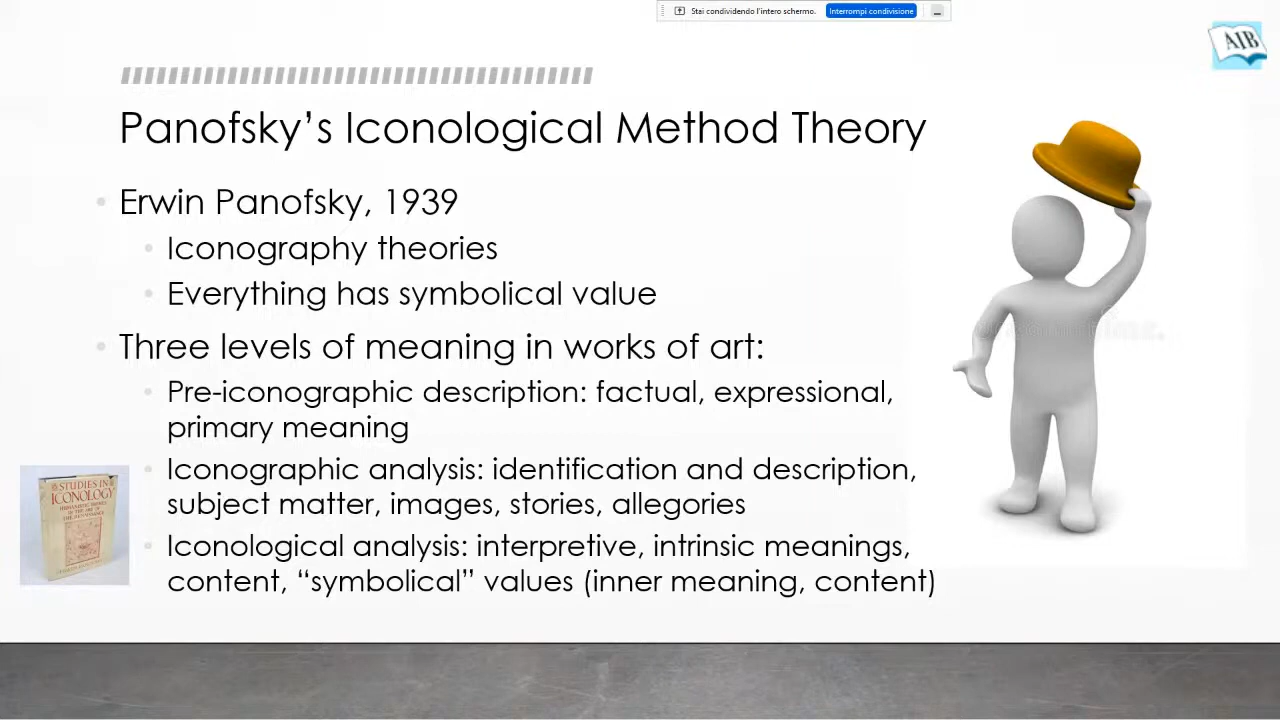 Stai condividendo l'intero schermo. Interrompi condivisione
AIB
Panofsky’s Iconological Method Theory
Erwin Panofsky, 1939
Iconography theories
Everything has symbolical value
Three levels of meaning in works of art:
Pre-iconographic description: factual, expressional,
primary meaning
Iconographic analysis: identification and description,
subject matter, images, stories, allegories
STUDIES IN
ICONOLOGY
Iconological analysis: interpretive, intrinsic meanings,
content, “symbolical” values (inner meaning, content)